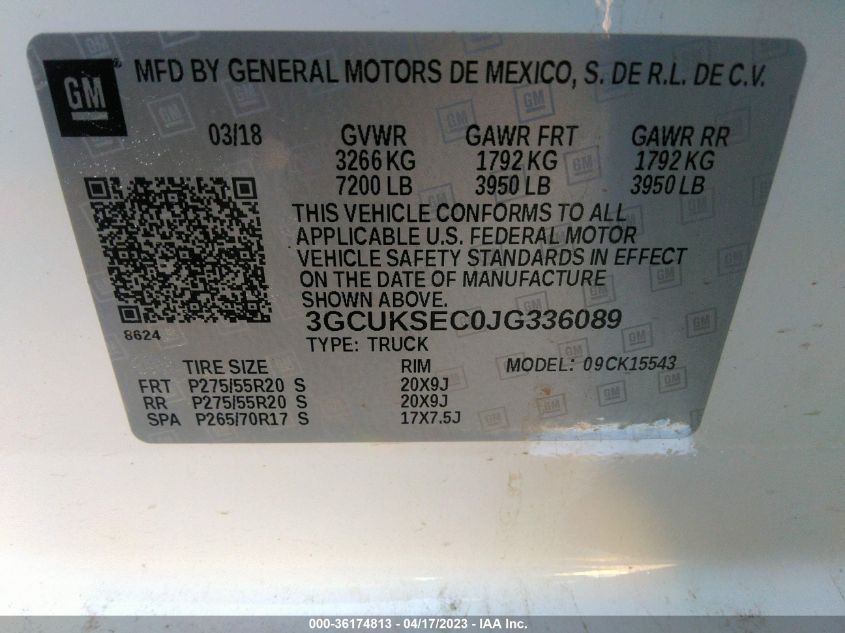 GM MFD BY GENERAL MOTORS DE MEXICO, S. DE R.L. DE C.V.
03/18 GVWR GAWR FRT GAWR RR
3266 KG 1792 KG 1792 KG
7200 LB 3950 LB 3950 LB
THIS VEHICLE CONFORMS TO ALL
APPLICABLE U.S. FEDERAL MOTOR
VEHICLE SAFETY STANDARDS IN EFFECT
ON THE DATE OF MANUFACTURE
SHOWN ABOVE.
8624 3GCUKSEC0JG336089
TYPE: TRUCK
TIRE SIZE RIM MODEL: 09CK15543
FRT P275/55R20 S 20X9J
RR P275/55R20 S 20X9J
SPA P265/70R17 S 17X7.5J
000-36174813 - 04/17/2023 - IAA Inc.